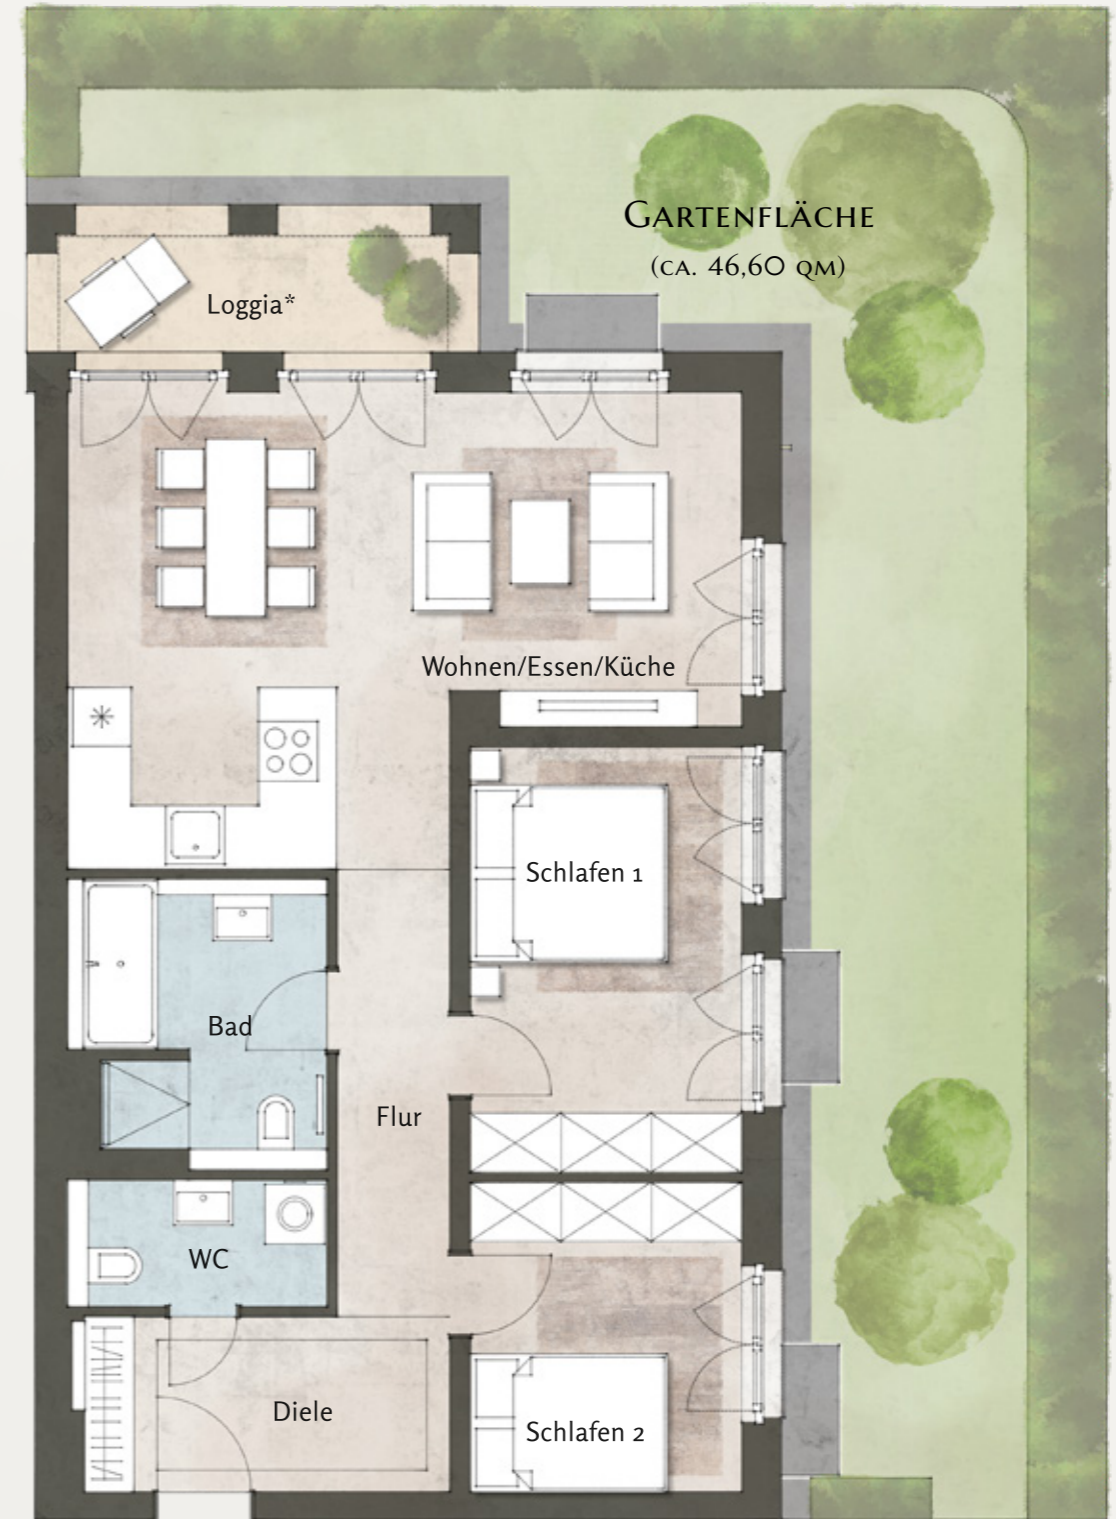 GARTENFLÄCHE
(CA. 46,60 QM)
Loggia*
Wohnen/Essen/Küche
Schlafen 1
Bad
Flur
WC
Diele
Schlafen 2